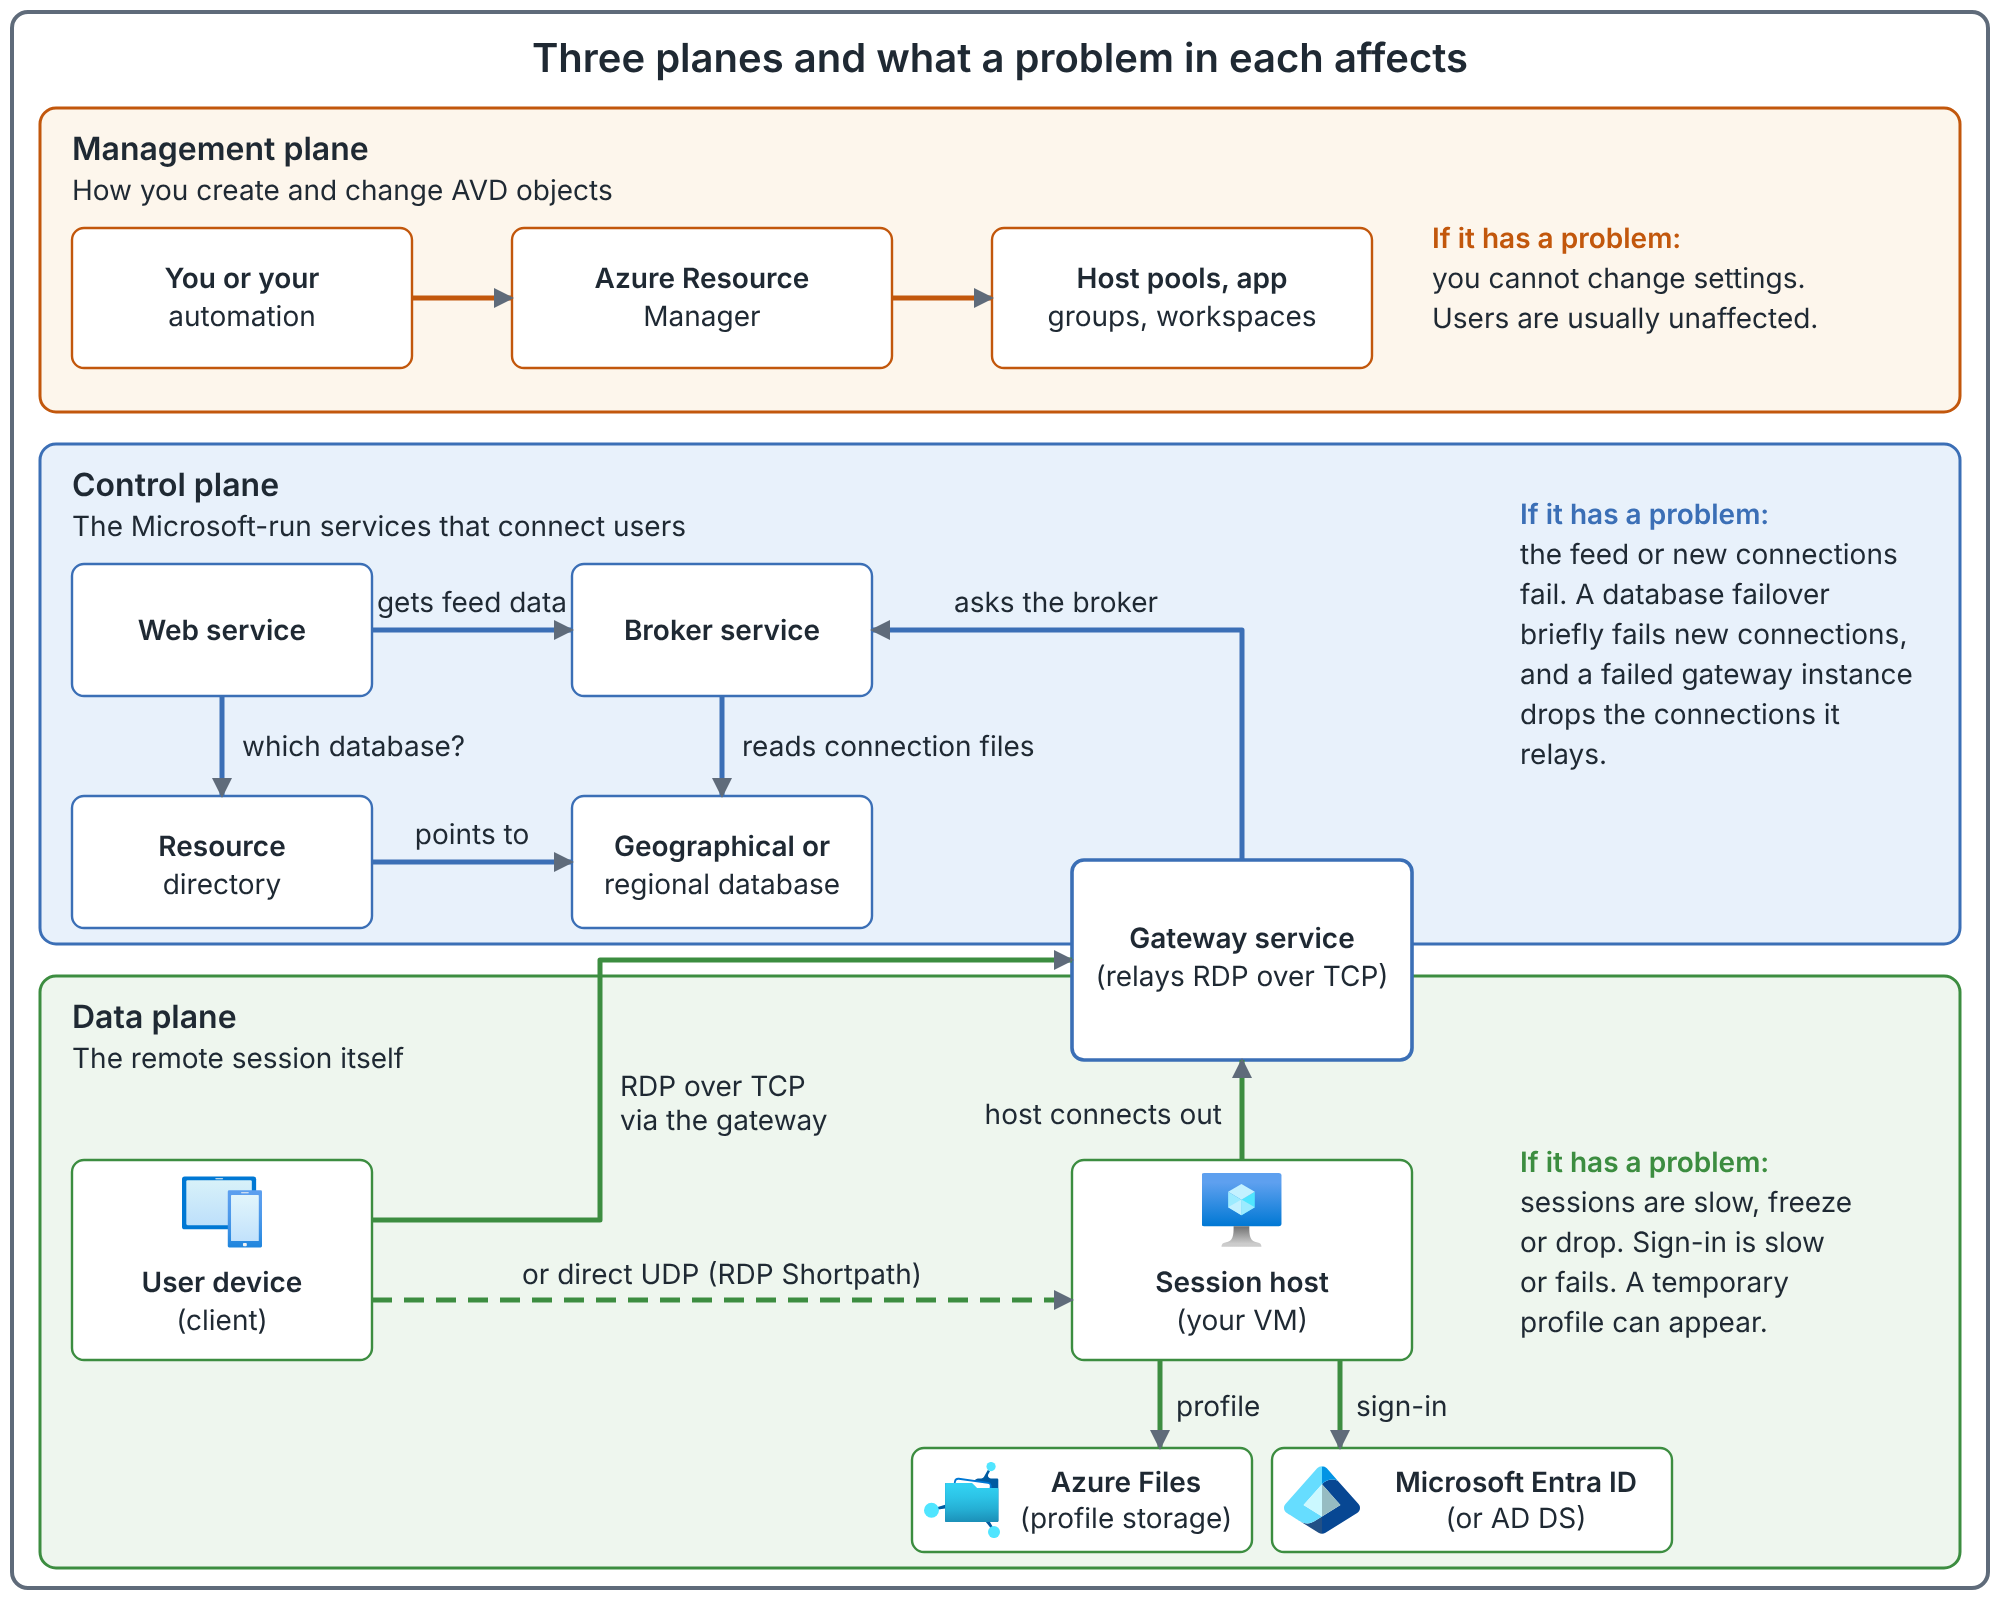 Three planes and what a problem in each affects
Management plane
How you create and change AVD objects
You or your
automation
Azure Resource
Manager
Host pools, app
groups, workspaces
If it has a problem:
you cannot change settings.
Users are usually unaffected.
Control plane
The Microsoft-run services that connect users
Web service
gets feed data
Broker service
asks the broker
which database?
reads connection files
Resource
directory
points to
Geographical or
regional database
If it has a problem:
the feed or new connections
fail. A database failover
briefly fails new connections,
and a failed gateway instance
drops the connections it
relays.
Gateway service
(relays RDP over TCP)
Data plane
The remote session itself
RDP over TCP
via the gateway
host connects out
User device
(client)
or direct UDP (RDP Shortpath)
Session host
(your VM)
If it has a problem:
sessions are slow, freeze
or drop. Sign-in is slow
or fails. A temporary
profile can appear.
profile
sign-in
Azure Files
(profile storage)
Microsoft Entra ID
(or AD DS)